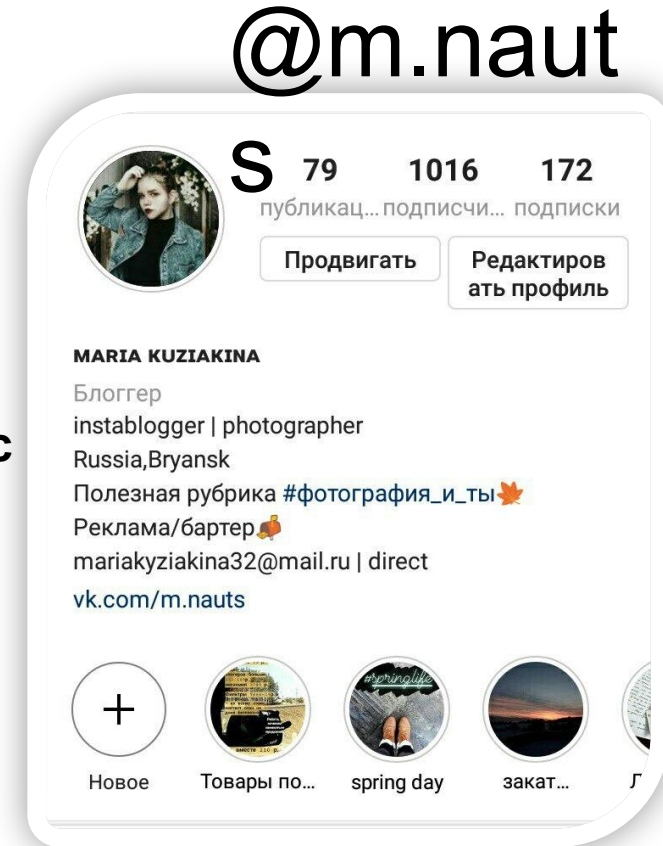 @m.naut
s
79 1016 172
публикац... подписчи... подписки
Продвигать
Редактиров
ать профиль
MARIA KUZIAKINA
Блоггер
instablogger | photographer
с
Russia,Bryansk
Полезная рубрика #фотография_и_ты🍁
Реклама/бартер📫
mariakyziakina32@mail.ru | direct
vk.com/m.nauts
#springlife
Новое Товары по... spring day закат... Л